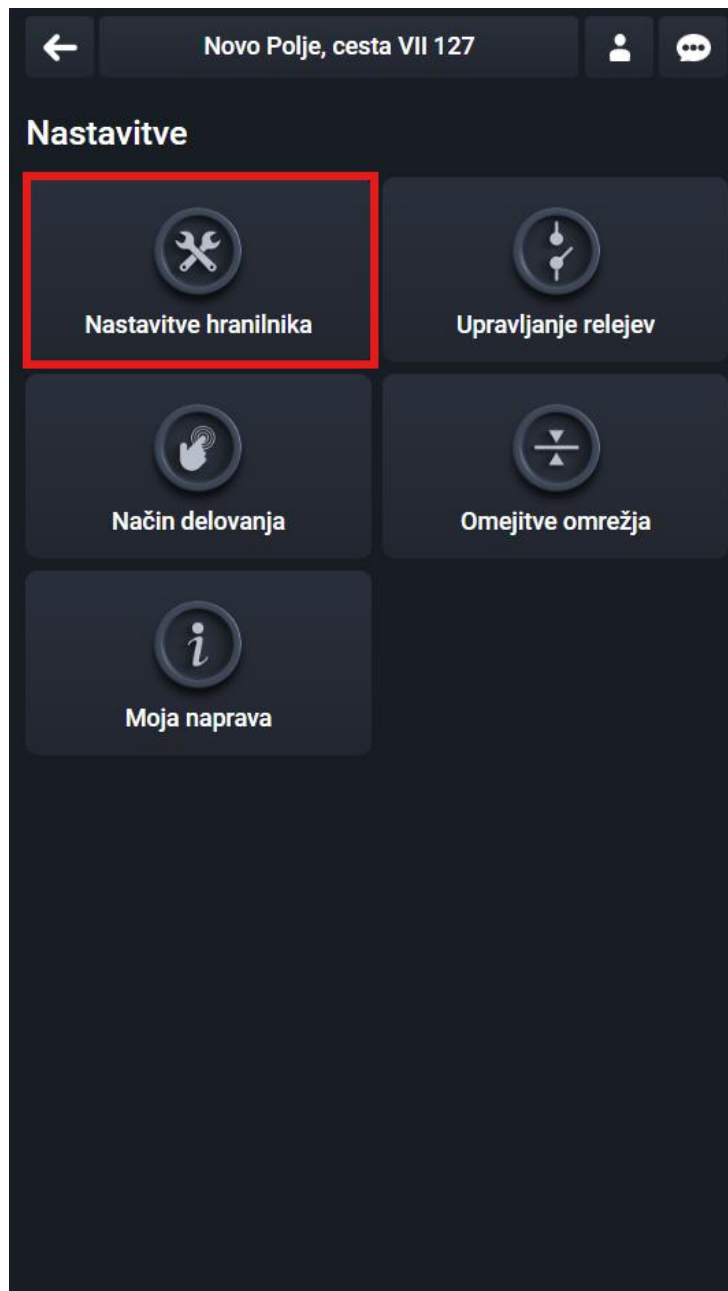 Novo Polje, cesta VII 127
Nastavitve
Nastavitve hranilnika
Upravljanje relejev
Način delovanja
Omejitve omrežja
Moja naprava